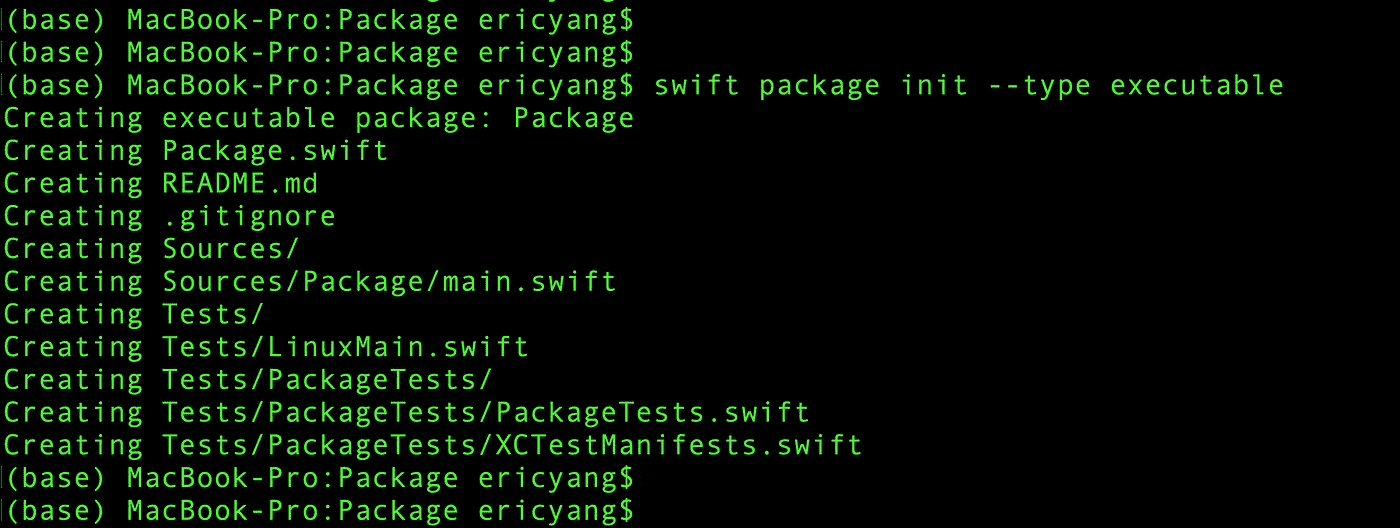 (base) MacBook-Pro:Package ericyang$
(base) MacBook-Pro:Package ericyang$
(base) MacBook-Pro:Package ericyang$ swift package init --type executable
Creating executable package: Package
Creating Package.swift
Creating README.md
Creating .gitignore
Creating Sources/
Creating Sources/Package/main.swift
Creating Tests/
Creating Tests/LinuxMain.swift
Creating Tests/PackageTests/
Creating Tests/PackageTests/PackageTests.swift
Creating Tests/PackageTests/XCTestManifests.swift
(base) MacBook-Pro:Package ericyang$
(base) MacBook-Pro:Package ericyang$